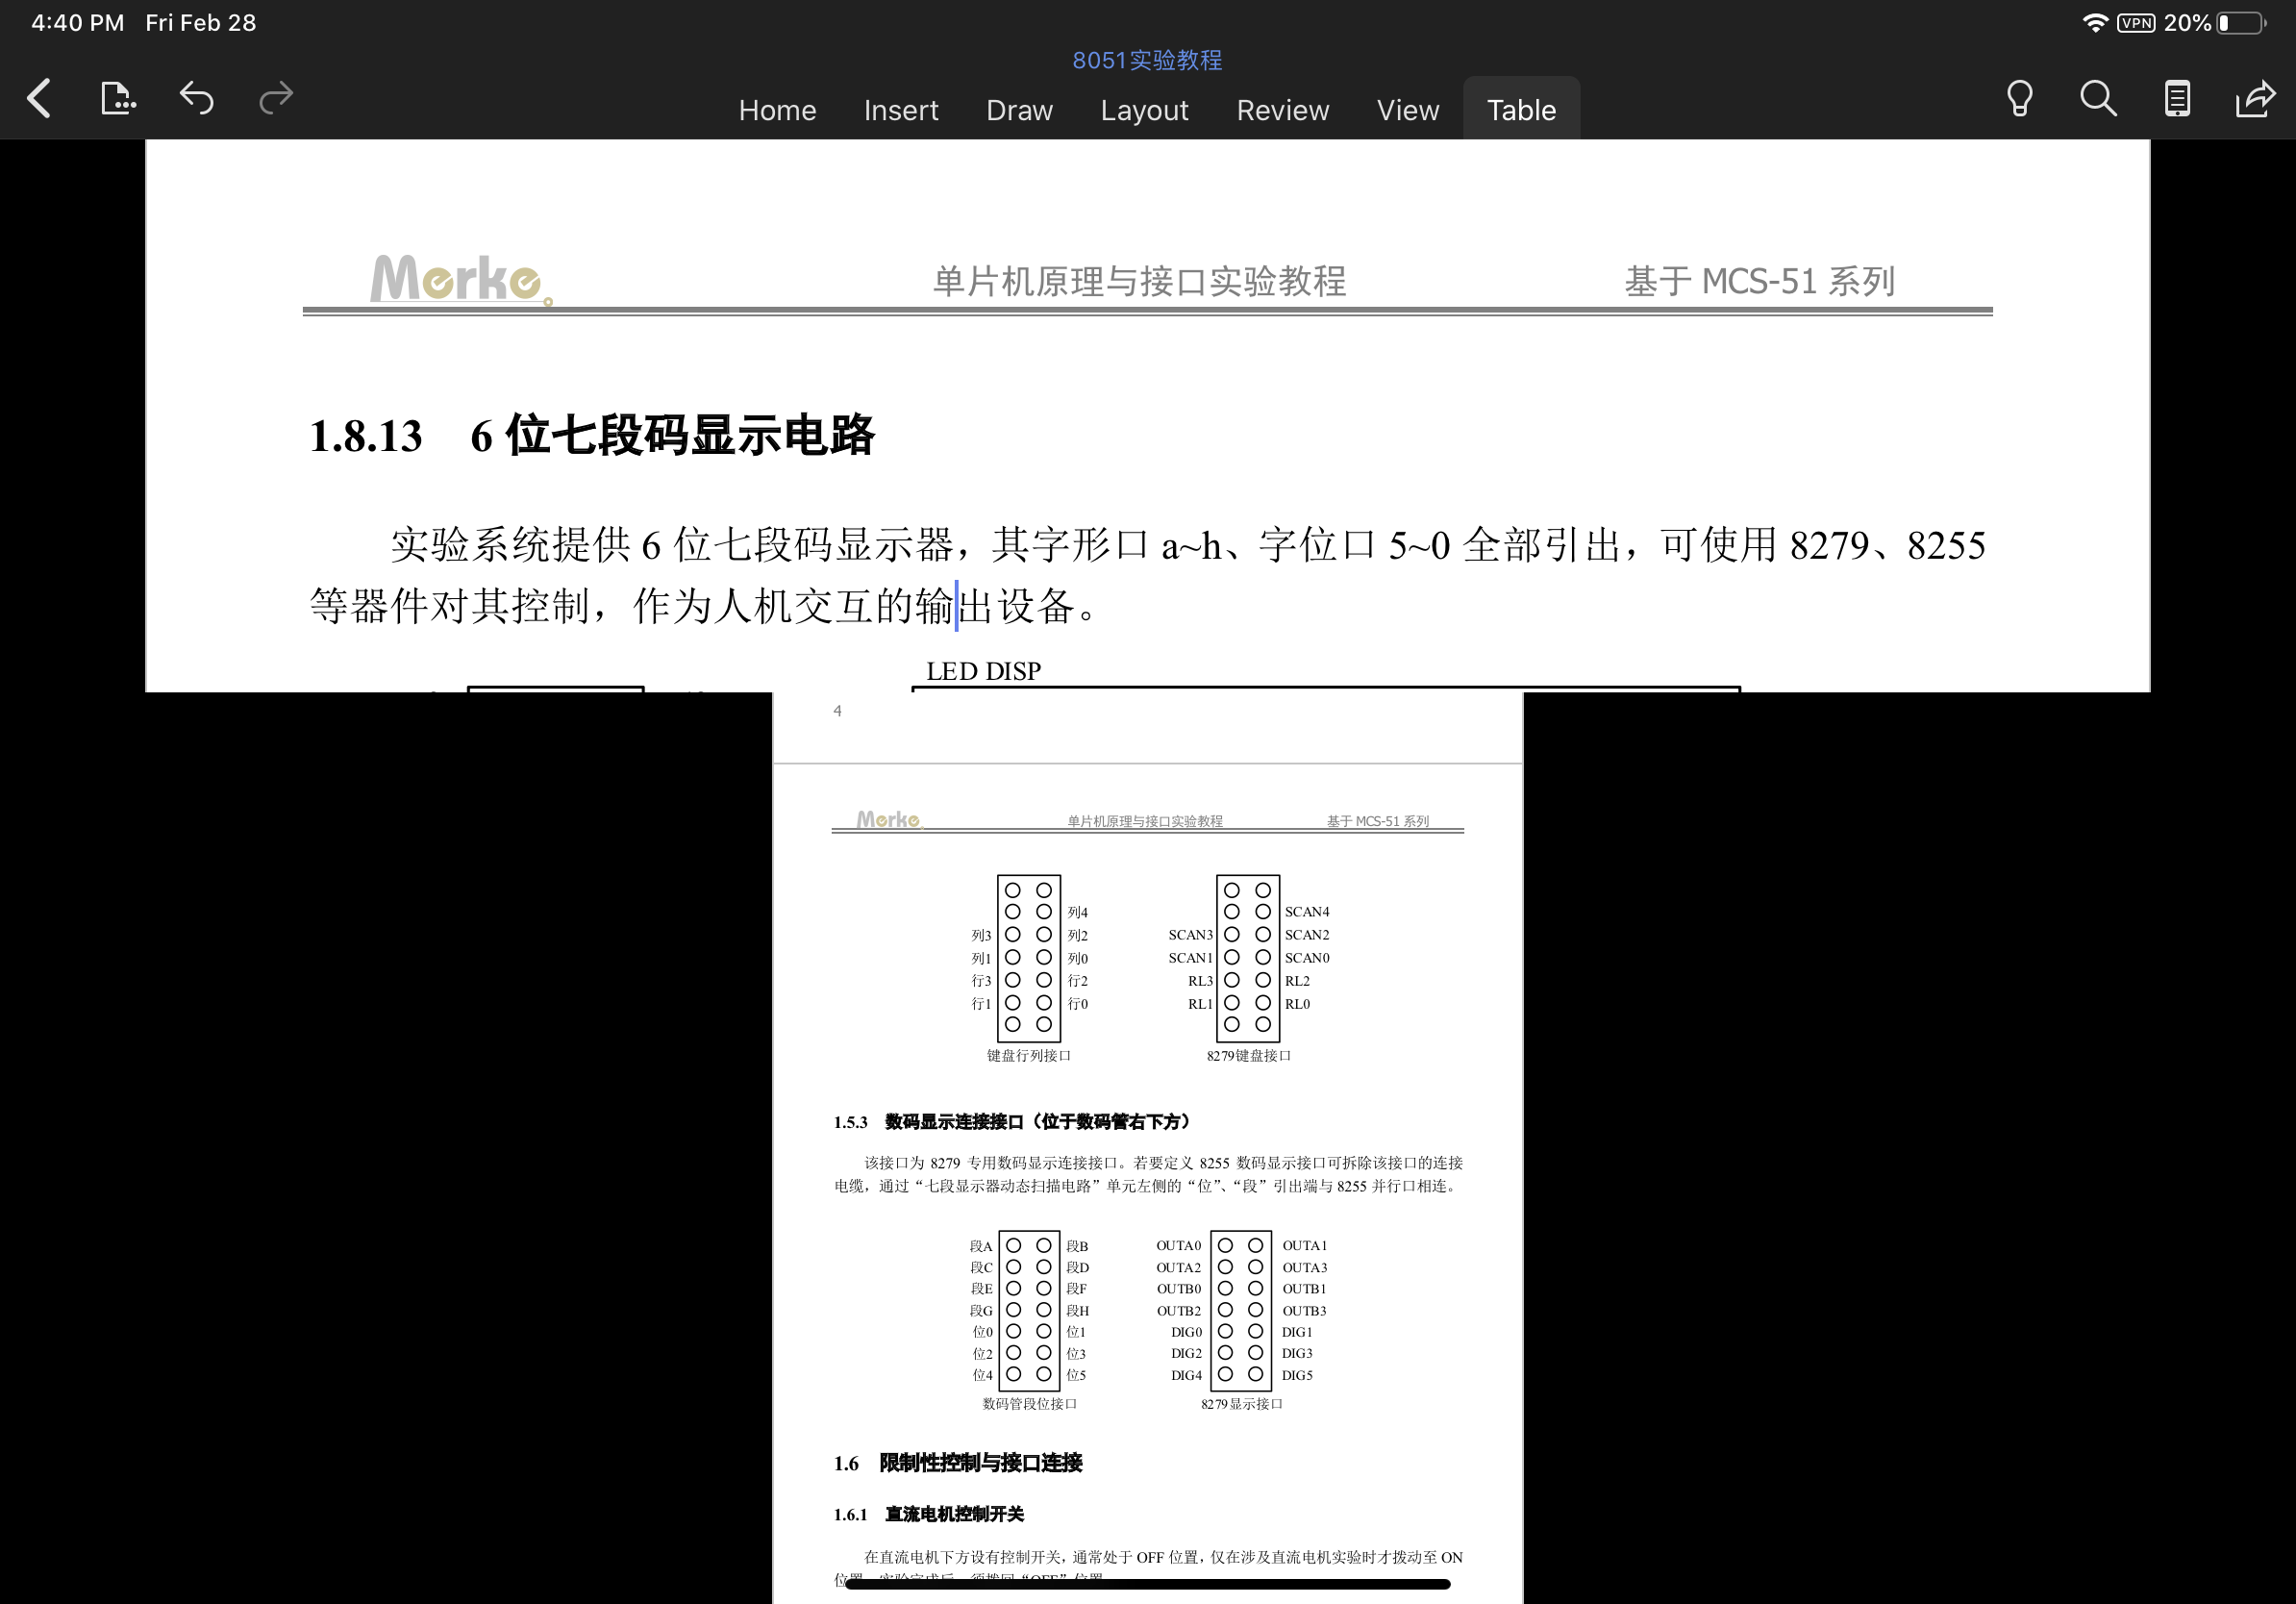 4:40 PM Fri Feb 28
VPN 20%
8051实验教程
Home Insert Draw Layout Review View Table
Merke
单片机原理与接口实验教程
基于 MCS-51 系列
1.8.13 6 位七段码显示电路
实验系统提供 6 位七段码显示器，其字形口 a~h、字位口 5~0 全部引出，可使用 8279、8255
等器件对其控制，作为人机交互的输出设备。
LED DISP
4
Merke
单片机原理与接口实验教程
基于 MCS-51 系列
列4
列3 列2
列1 列0
行3 行2
行1 行0
键盘行列接口
SCAN4
SCAN3 SCAN2
SCAN1 SCAN0
RL3 RL2
RL1 RL0
8279键盘接口
1.5.3 数码显示连接接口（位于数码管右下方）
该接口为 8279 专用数码显示连接接口。若要定义 8255 数码显示接口可拆除该接口的连接
电缆，通过“七段显示器动态扫描电路”单元左侧的“位”、“段”引出端与 8255 并行口相连。
段A 段B
段C 段D
段E 段F
段G 段H
位0 位1
位2 位3
位4 位5
数码管段位接口
OUTA0 OUTA1
OUTA2 OUTA3
OUTB0 OUTB1
OUTB2 OUTB3
DIG0 DIG1
DIG2 DIG3
DIG4 DIG5
8279显示接口
1.6 限制性控制与接口连接
1.6.1 直流电机控制开关
在直流电机下方设有控制开关，通常处于 OFF 位置，仅在涉及直流电机实验时才拨动至 ON